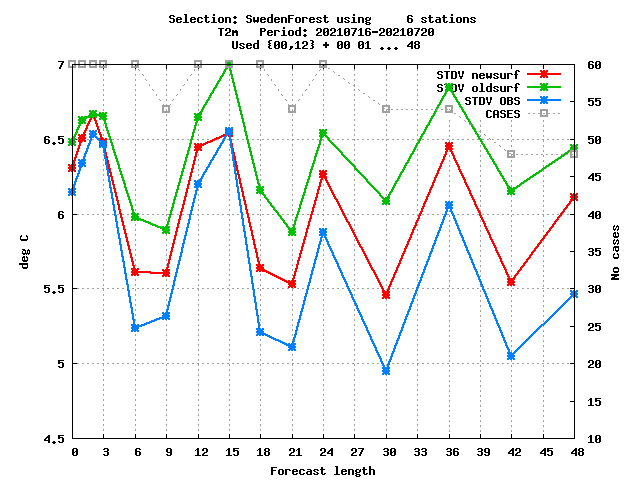 Selection: SwedenForest using     6 stations
T2m   Period: 20210716-20210720
Used {00,12} + 00 01 ... 48
STDV newsurf
STDV oldsurf
STDV OBS
CASES
7
6.5
6
5.5
5
4.5
deg C
60
55
50
45
40
35
30
25
20
15
10
No cases
0 3 6 9 12 15 18 21 24 27 30 33 36 39 42 45 48
Forecast length